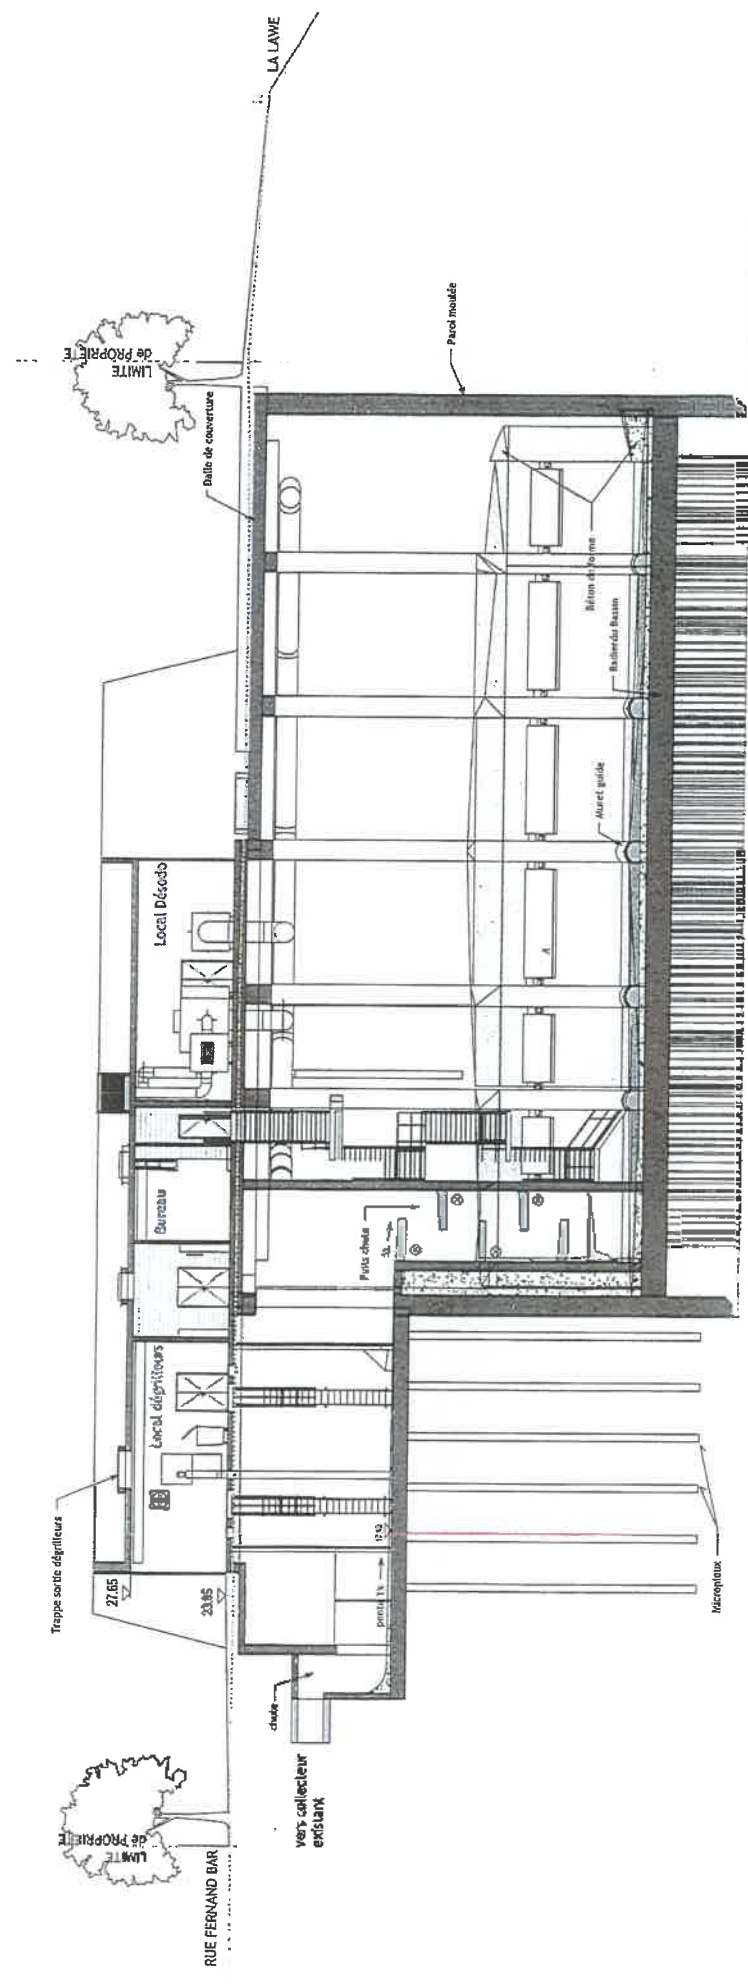 LA LAWE
LIMITE
de PROPRIETE
Dalle de couverture
Paroi moulée
Béton de forme
Radier du Bassin
Muret guide
Local Désodo
Bureau
Puits chute
Local dégrilleurs
Trappe sortie dégrilleurs
27.65
23.85
pente 1%
chute
vers collecteur
existant
Micropieux
LIMITE
de PROPRIETE
RUE FERNAND BAR